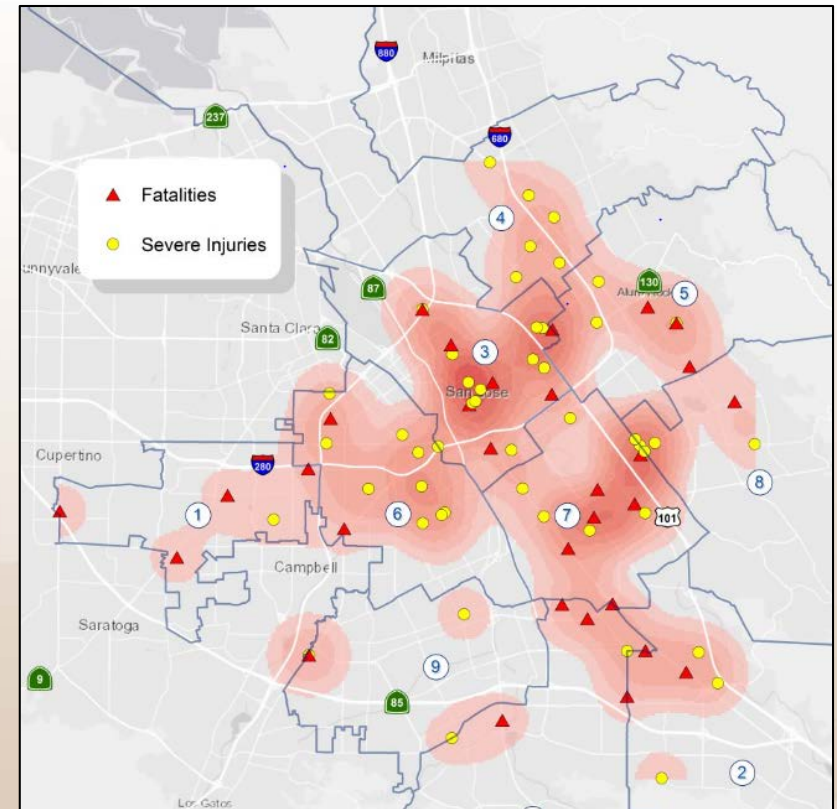 880
Milpitas
237
680
Fatalities
Severe Injuries
4
unnyvale
87
130
5
Santa Clara
82
3
San Jose
Cupertino
280
8
1
6
7
101
Campbell
Saratoga
9
9
85
2
Los Gatos